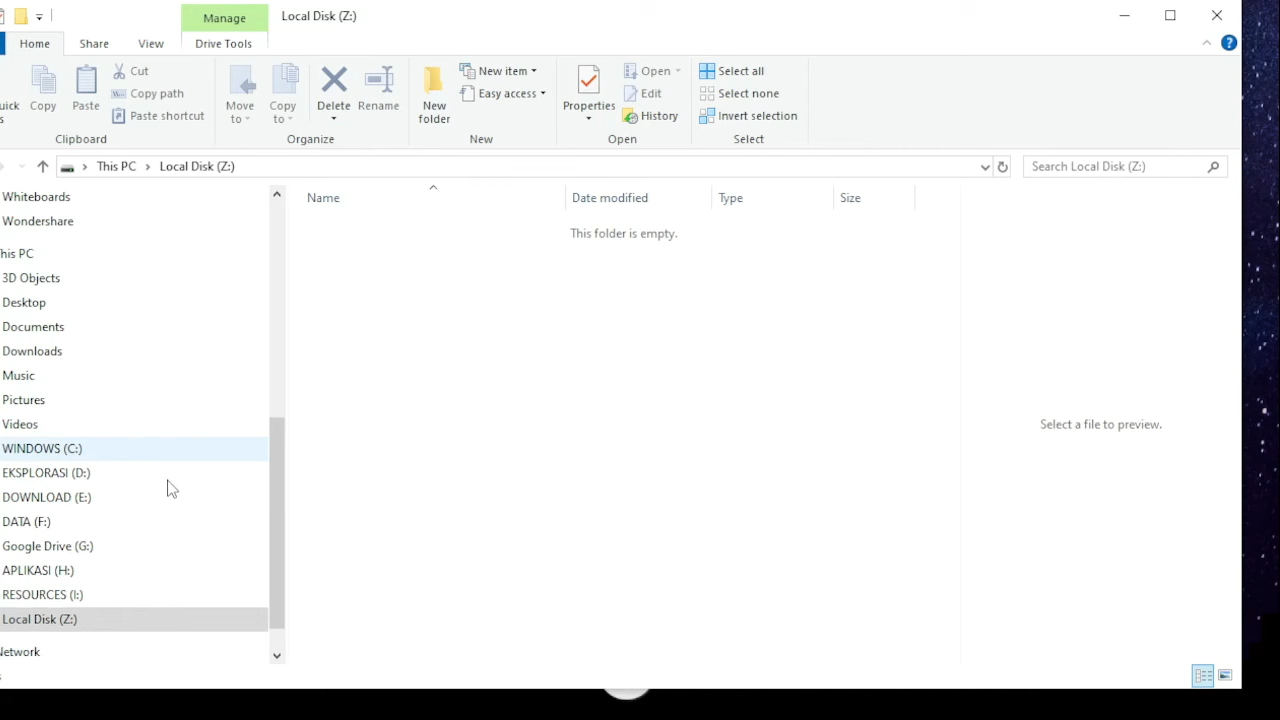 Manage
Local Disk (Z:)
Home
Share
View
Drive Tools
Copy
Paste
Cut
Copy path
Paste shortcut
Clipboard
Move to
Copy to
Delete
Rename
Organize
New folder
New item
Easy access
New
Properties
Open
Edit
History
Open
Select all
Select none
Invert selection
Select
This PC
Local Disk (Z:)
Search Local Disk (Z:)
Whiteboards
Wondershare
his PC
3D Objects
Desktop
Documents
Downloads
Music
Pictures
Videos
WINDOWS (C:)
EKSPLORASI (D:)
DOWNLOAD (E:)
DATA (F:)
Google Drive (G:)
APLIKASI (H:)
RESOURCES (I:)
Local Disk (Z:)
Network
Name
Date modified
Type
Size
This folder is empty.
Select a file to preview.